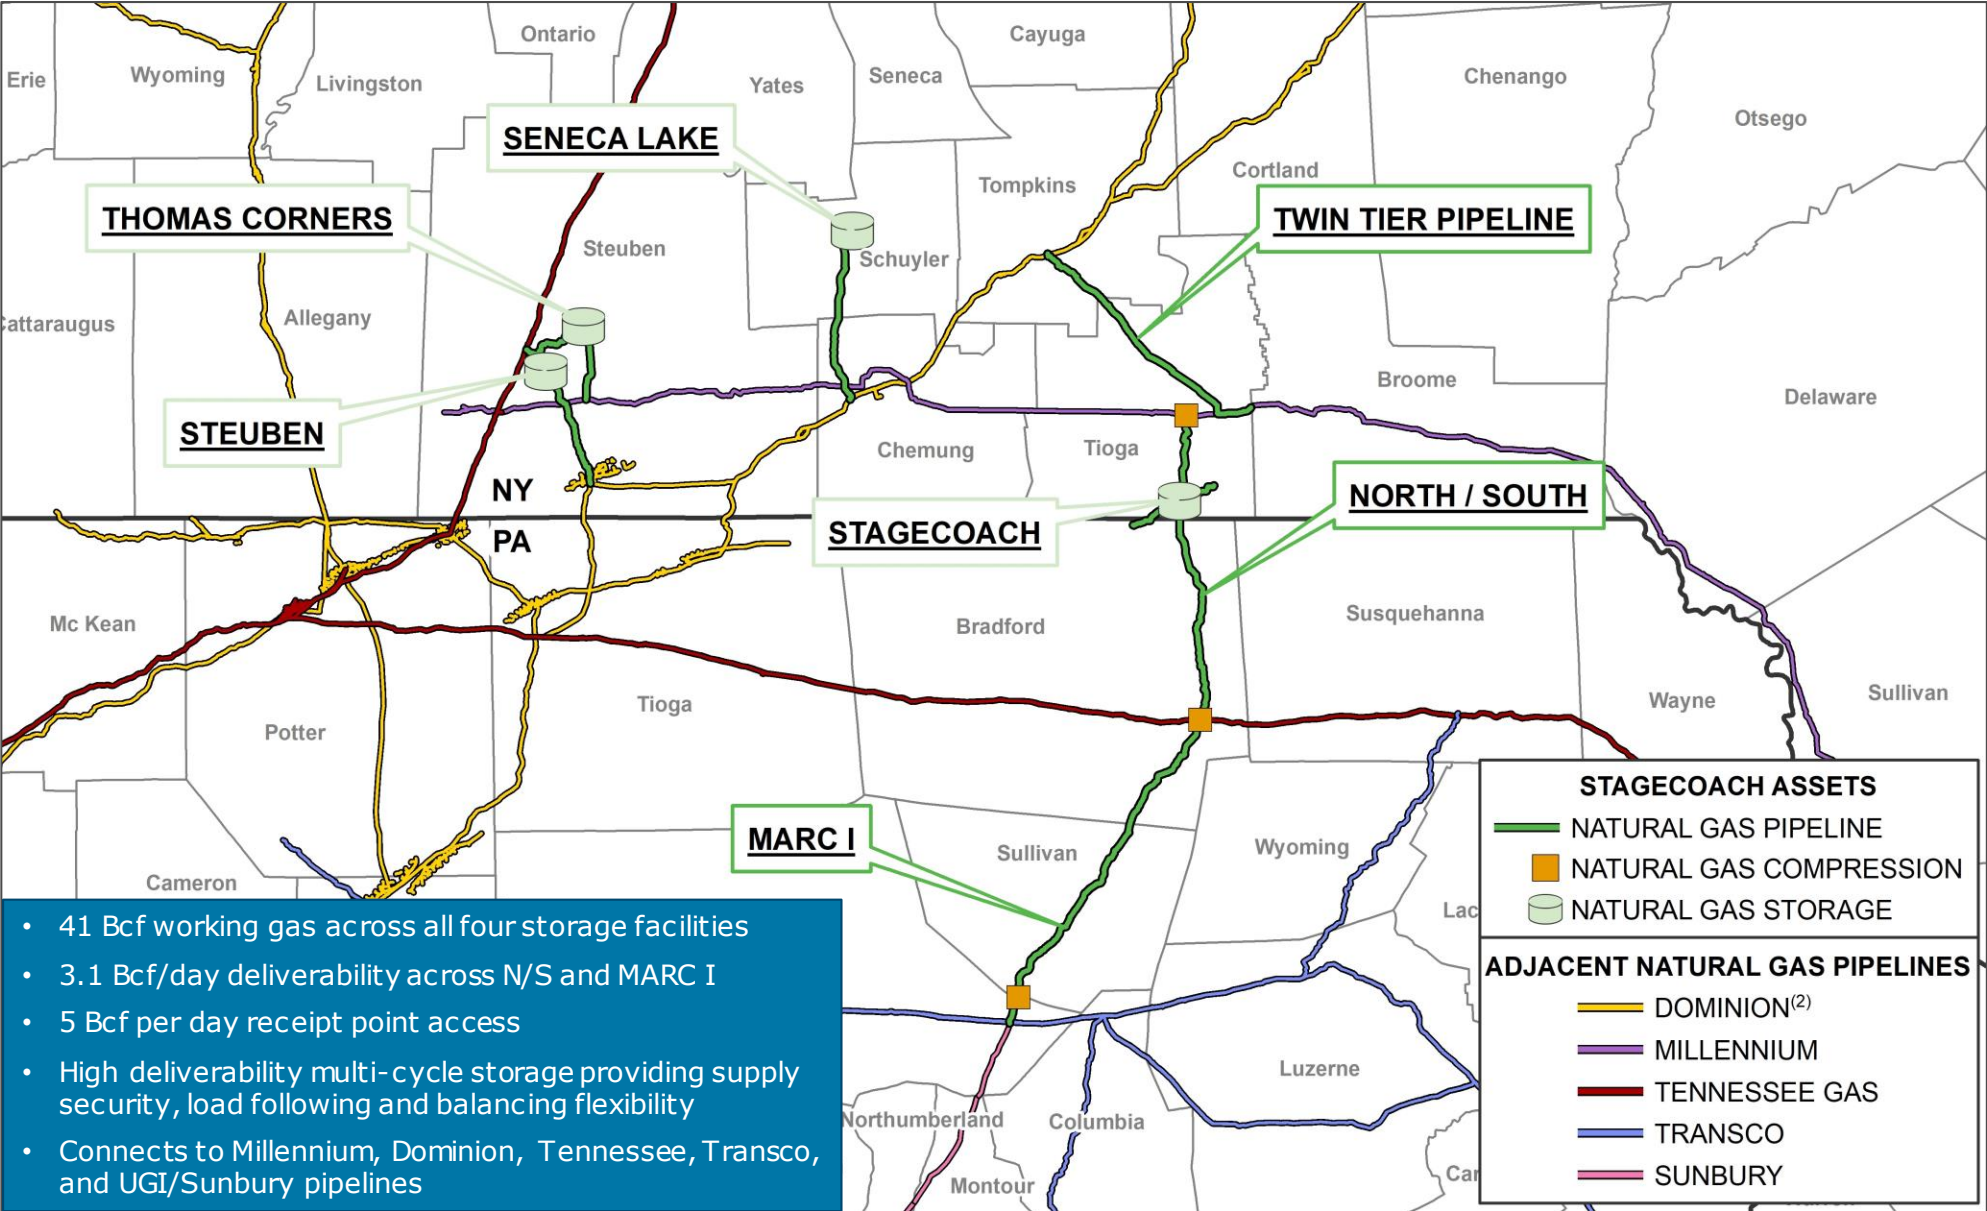 Ontario
Cayuga
Erie
Wyoming
Livingston
Yates
Seneca
Chenango
Otsego
SENECA LAKE
Tompkins
Cortland
THOMAS CORNERS
TWIN TIER PIPELINE
Steuben
Schuyler
Cattaraugus
Allegany
Broome
Delaware
STEUBEN
Chemung
Tioga
NY
NORTH / SOUTH
STAGECOACH
PA
Mc Kean
Bradford
Susquehanna
Tioga
Wayne
Sullivan
Potter
MARC I
Sullivan
Wyoming
Cameron
Lac
Luzerne
Northumberland
Columbia
Montour
Car
STAGECOACH ASSETS
NATURAL GAS PIPELINE
NATURAL GAS COMPRESSION
NATURAL GAS STORAGE
ADJACENT NATURAL GAS PIPELINES
DOMINION(2)
MILLENNIUM
TENNESSEE GAS
TRANSCO
SUNBURY
• 41 Bcf working gas across all four storage facilities
• 3.1 Bcf/day deliverability across N/S and MARC I
• 5 Bcf per day receipt point access
• High deliverability multi-cycle storage providing supply
security, load following and balancing flexibility
• Connects to Millennium, Dominion, Tennessee, Transco,
and UGI/Sunbury pipelines